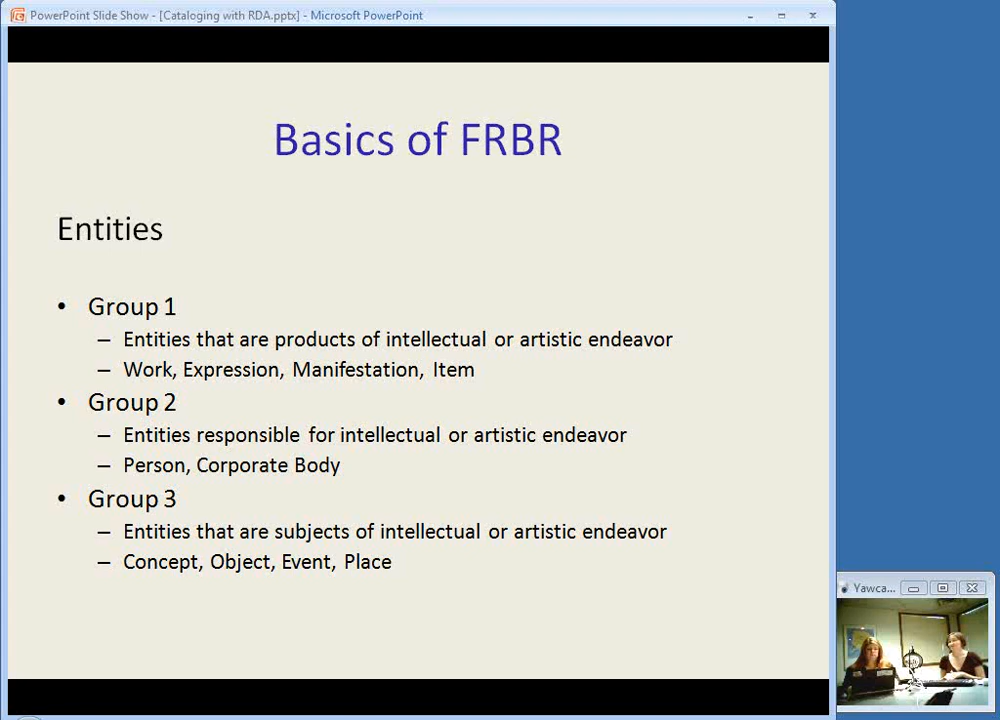 PowerPoint Slide Show - [Cataloging with RDA.pptx] - Microsoft PowerPoint
Basics of FRBR
Entities
• Group 1
– Entities that are products of intellectual or artistic endeavor
– Work, Expression, Manifestation, Item
• Group 2
– Entities responsible for intellectual or artistic endeavor
– Person, Corporate Body
• Group 3
– Entities that are subjects of intellectual or artistic endeavor
– Concept, Object, Event, Place
Yawca...